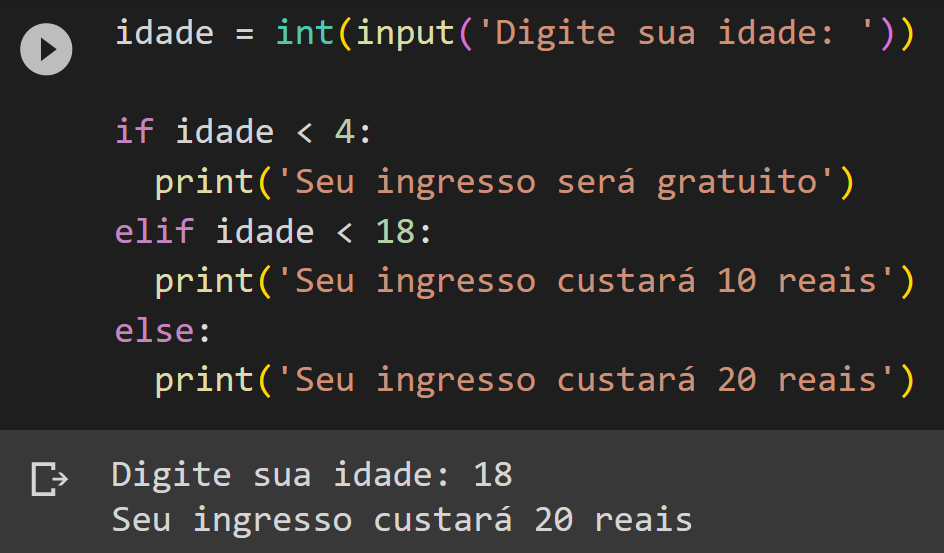 idade = int(input('Digite sua idade: '))
if idade < 4:
  print('Seu ingresso será gratuito')
elif idade < 18:
  print('Seu ingresso custará 10 reais')
else:
  print('Seu ingresso custará 20 reais')
Digite sua idade: 18
Seu ingresso custará 20 reais